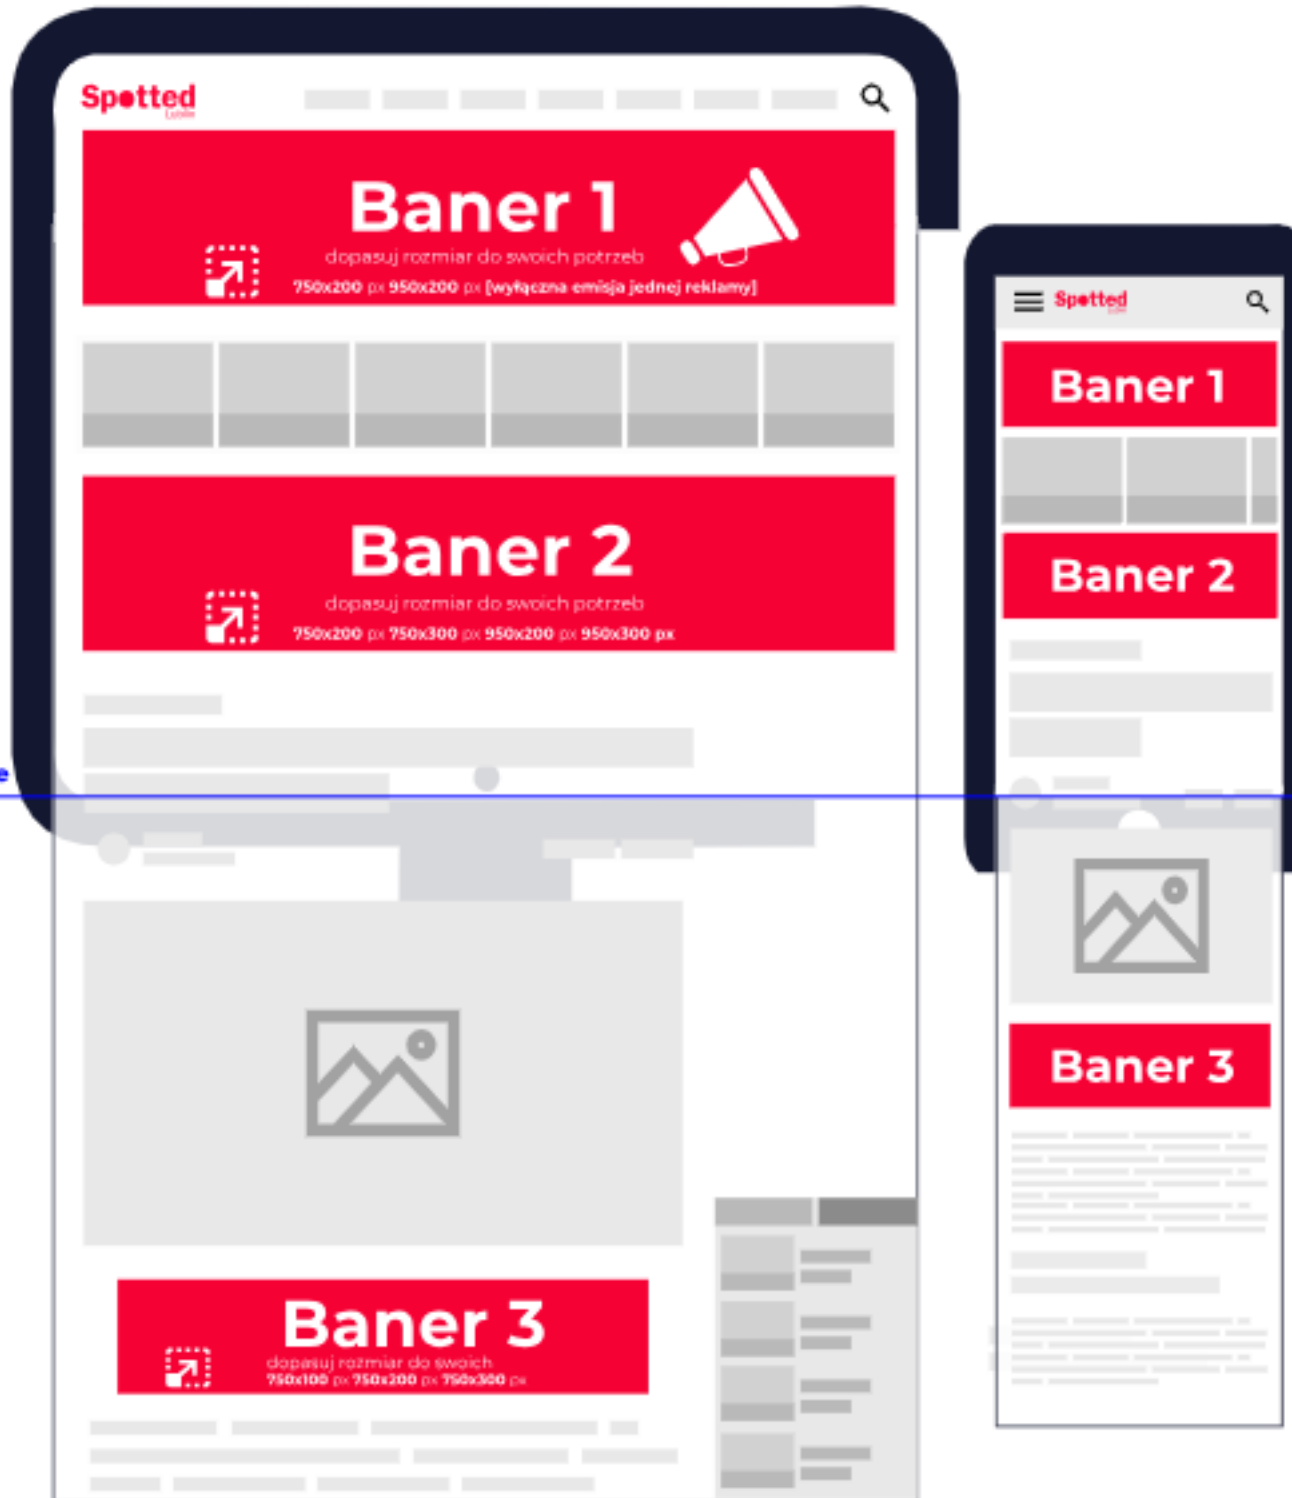 Spotted
Lublin
Baner 1
dopasuj rozmiar do swoich potrzeb
750x200 px 950x200 px [wyłączna emisja jednej reklamy]
Baner 2
dopasuj rozmiar do swoich potrzeb
750x200 px 750x300 px 950x200 px 950x300 px
e
Baner 3
dopasuj rozmiar do swoich
750x100 px 750x200 px 750x300 px
Spotted
Lublin
Baner 1
Baner 2
Baner 3